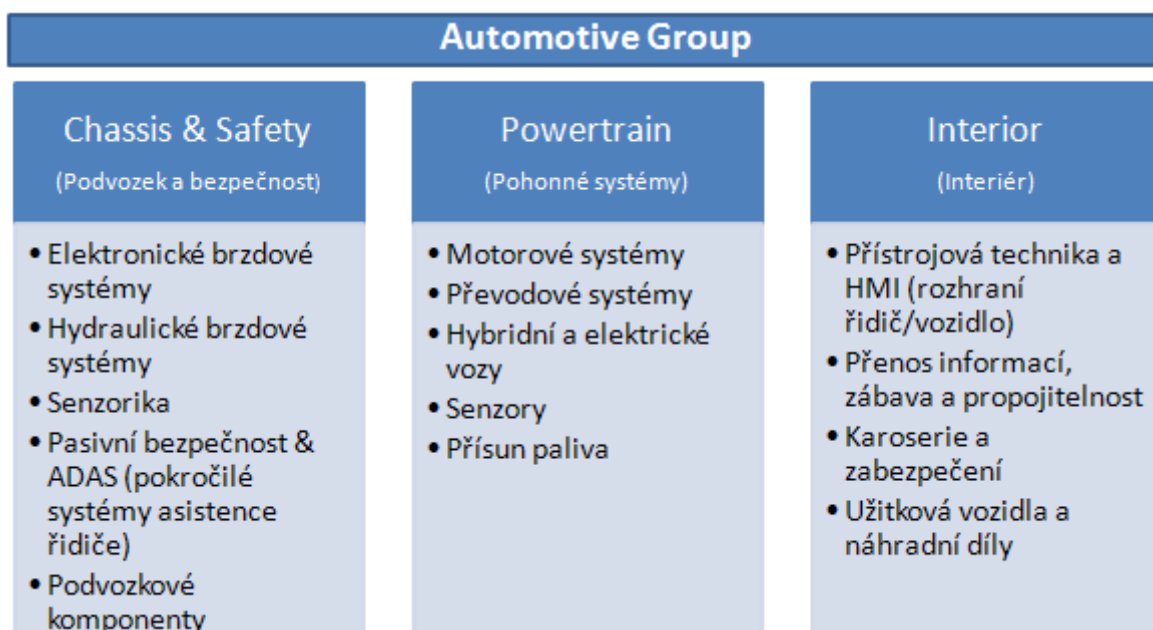 Automotive Group
Chassis & Safety
(Podvozek a bezpečnost)
• Elektronické brzdové
systémy
• Hydraulické brzdové
systémy
• Senzorika
• Pasivní bezpečnost &
ADAS (pokročilé
systémy asistence
řidiče)
• Podvozkové
komponenty
Powertrain
(Pohonné systémy)
• Motorové systémy
• Převodové systémy
• Hybridní a elektrické
vozy
• Senzory
• Přísun paliva
Interior
(Interiér)
• Přístrojová technika a
HMI (rozhraní
řidič/vozidlo)
• Přenos informací,
zábava a propojitelnost
• Karoserie a
zabezpečení
• Užitková vozidla a
náhradní díly